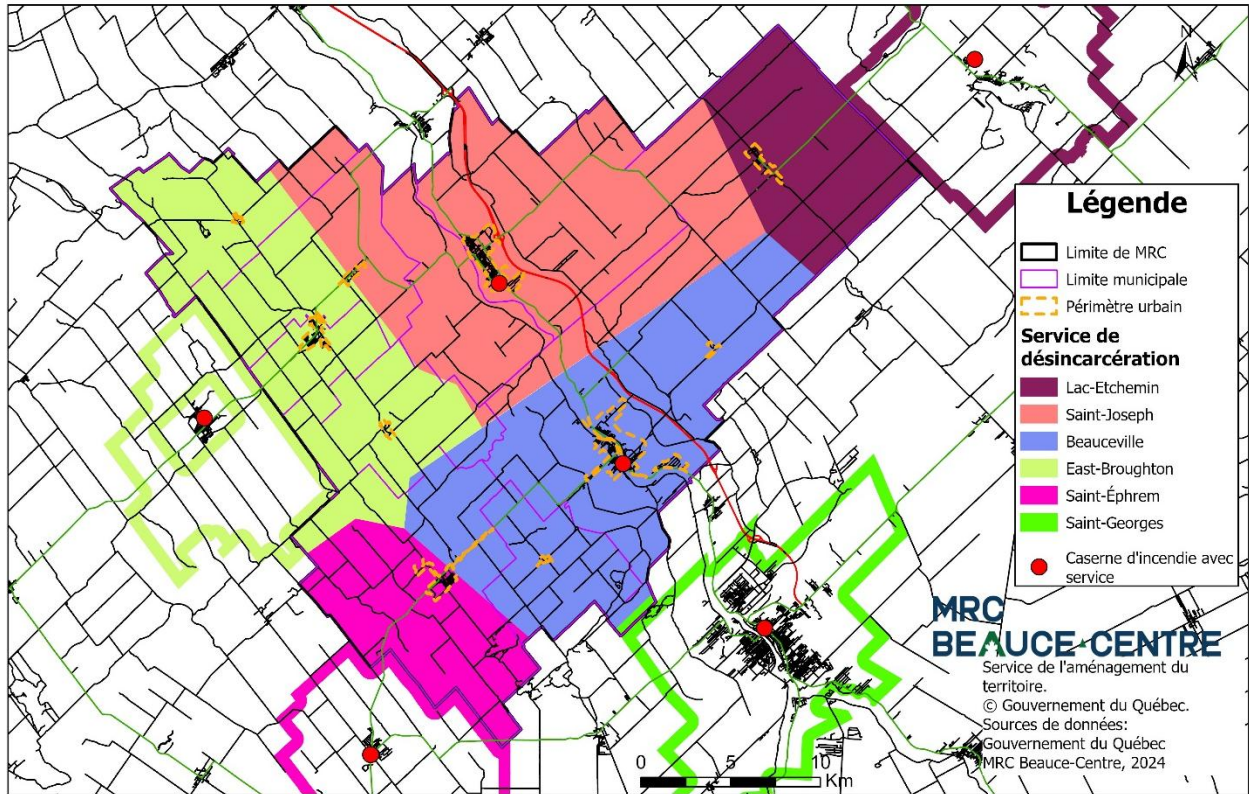 N
Légende
Limite de MRC
Limite municipale
Périmètre urbain
Service de
désincarcération
Lac-Etchemin
Saint-Joseph
Beauceville
East-Broughton
Saint-Éphrem
Saint-Georges
Caserne d'incendie avec
service
MRC
BEAUCE-CENTRE
Service de l'aménagement du
territoire.
© Gouvernement du Québec.
Sources de données:
Gouvernement du Québec
MRC Beauce-Centre, 2024
0 5 10
Km